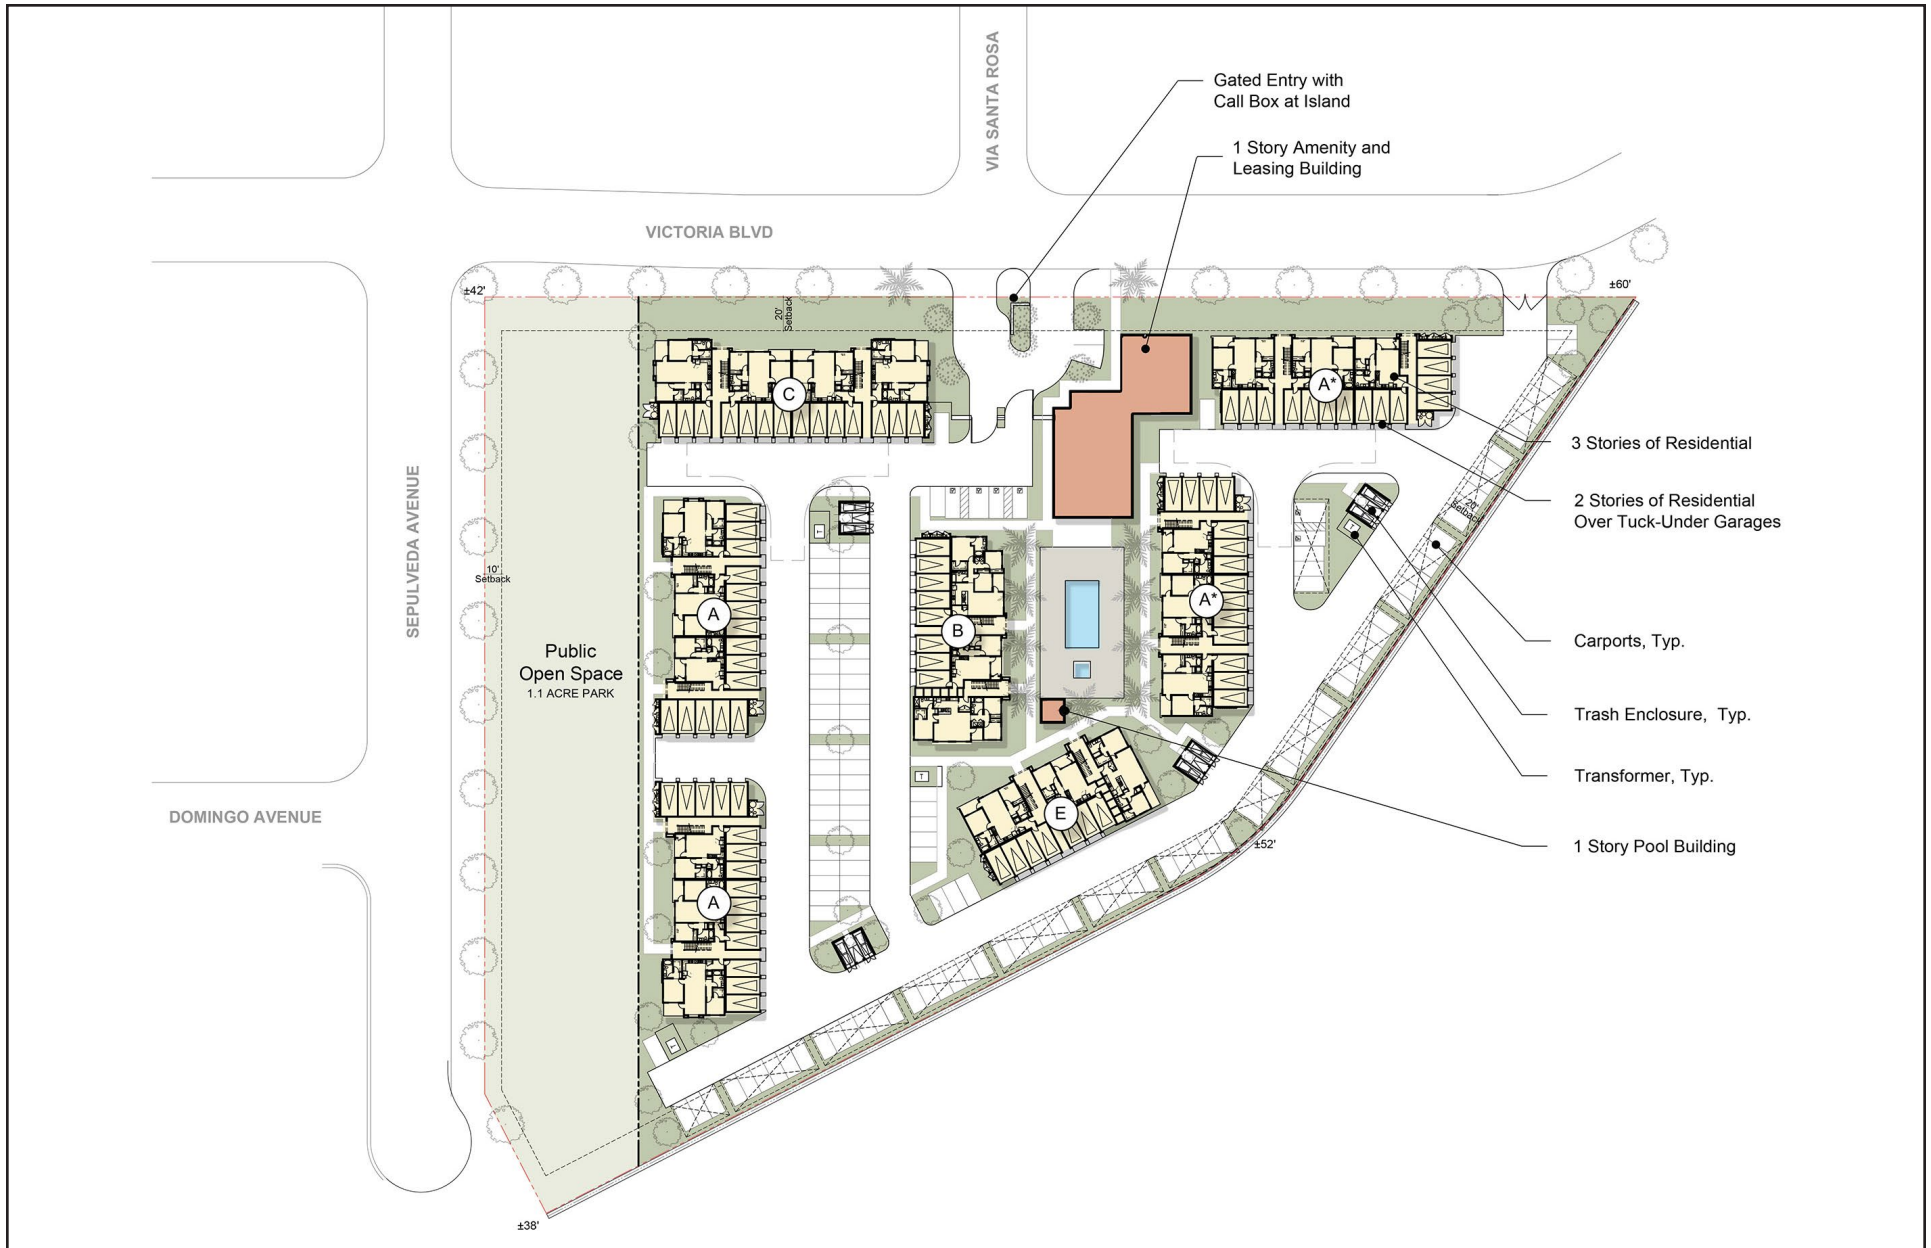 VIA SANTA ROSA
Gated Entry with
Call Box at Island
1 Story Amenity and
Leasing Building
VICTORIA BLVD
±42'
±60'
20'
Setback
C
A*
3 Stories of Residential
2 Stories of Residential
Over Tuck-Under Garages
20'
Setback
SEPULVEDA AVENUE
10'
Setback
T
T
A
B
A*
Carports, Typ.
Public
Open Space
1.1 ACRE PARK
Trash Enclosure, Typ.
T
Transformer, Typ.
DOMINGO AVENUE
E
±52'
1 Story Pool Building
A
T
±38'